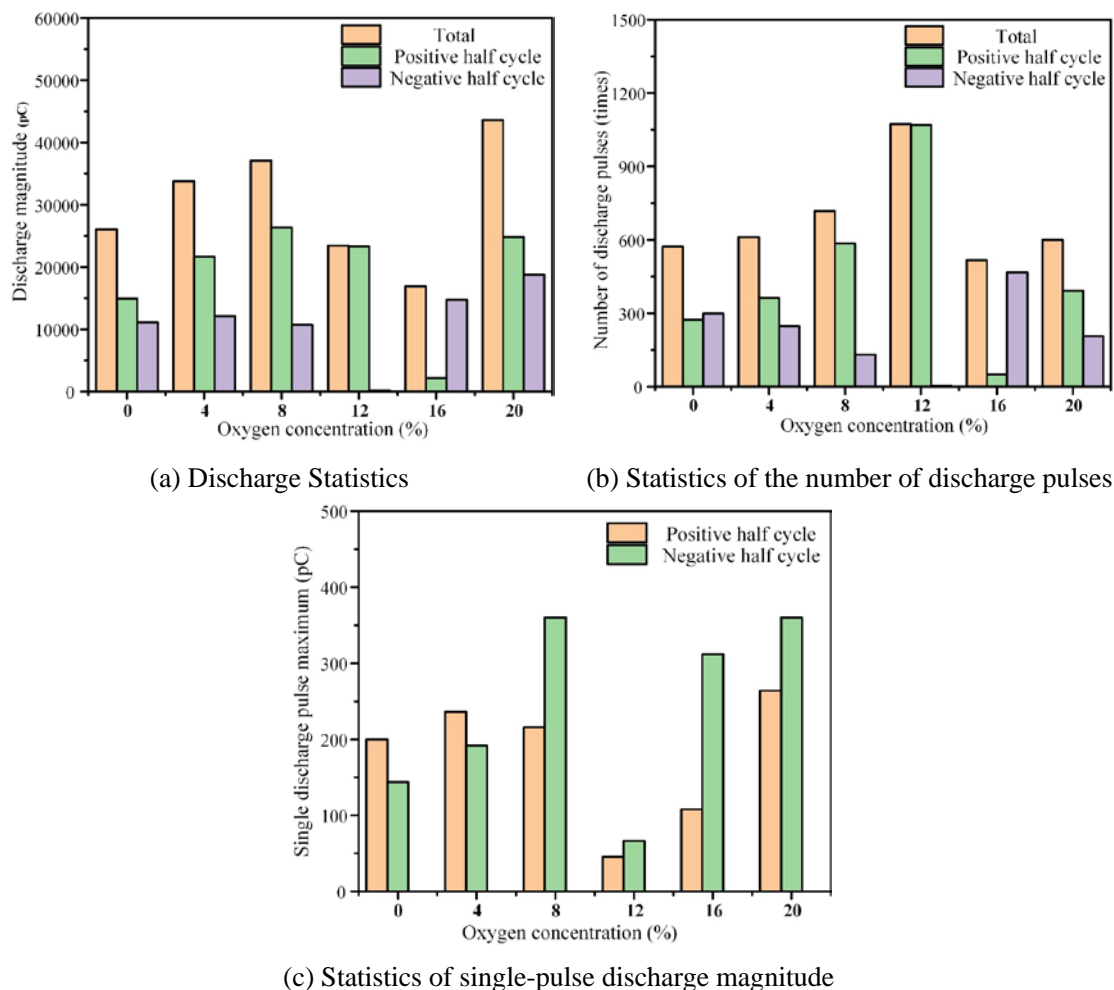 60000
50000
40000
30000
20000
10000
0
Discharge magnitude (pC)
Total
Positive half cycle
Negative half cycle
0 4 8 12 16 20
Oxygen concentration (%)
(a) Discharge Statistics
1500
1200
900
600
300
0
Number of discharge pulses (times)
Total
Positive half cycle
Negative half cycle
0 4 8 12 16 20
Oxygen concentration (%)
(b) Statistics of the number of discharge pulses
500
400
300
200
100
0
Single discharge pulse maximum (pC)
Positive half cycle
Negative half cycle
0 4 8 12 16 20
Oxygen concentration (%)
(c) Statistics of single-pulse discharge magnitude